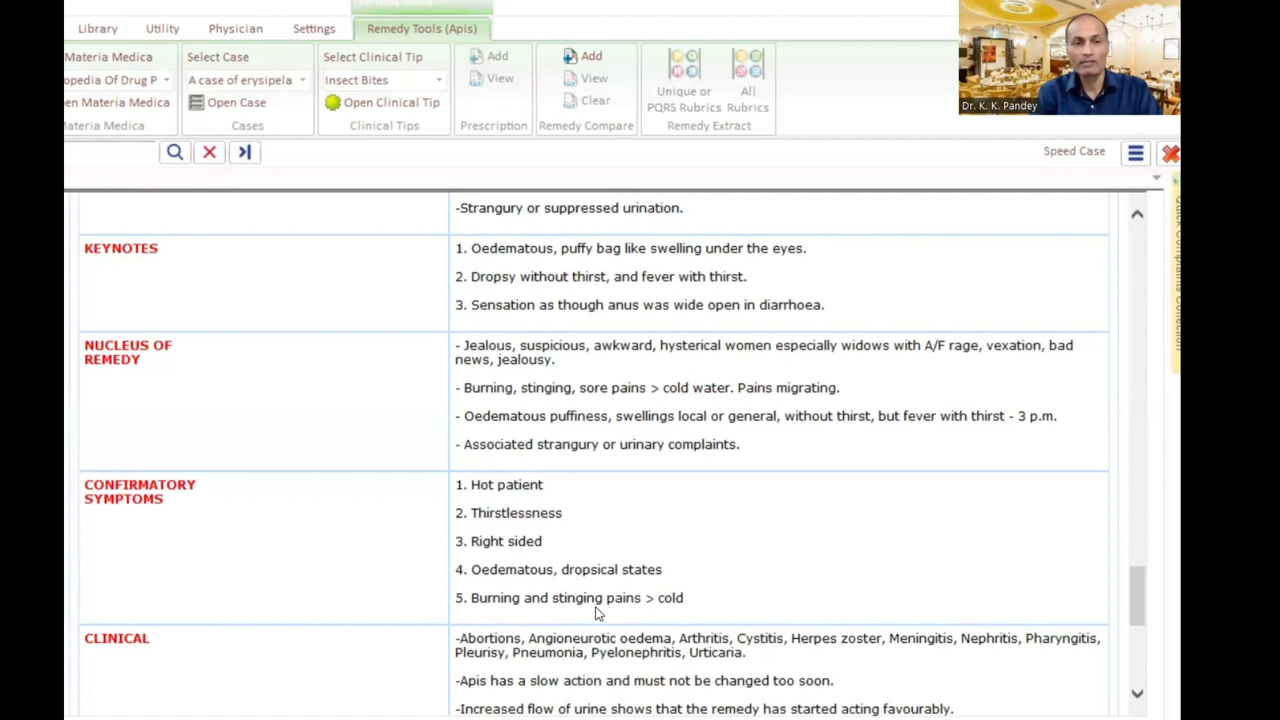 Library Utility Physician Settings Remedy Tools (Apis)
Materia Medica Select Case Select Clinical Tip Add Add
opedia Of Drug P A case of erysipela Insect Bites View View Unique or All
en Materia Medica Open Case Open Clinical Tip Clear PQRS Rubrics Rubrics
ateria Medica Cases Clinical Tips Prescription Remedy Compare Remedy Extract
Dr. K. K. Pandey
Speed Case
-Strangury or suppressed urination.
KEYNOTES
1. Oedematous, puffy bag like swelling under the eyes.
2. Dropsy without thirst, and fever with thirst.
3. Sensation as though anus was wide open in diarrhoea.
NUCLEUS OF
REMEDY
- Jealous, suspicious, awkward, hysterical women especially widows with A/F rage, vexation, bad
news, jealousy.
- Burning, stinging, sore pains > cold water. Pains migrating.
- Oedematous puffiness, swellings local or general, without thirst, but fever with thirst - 3 p.m.
- Associated strangury or urinary complaints.
CONFIRMATORY
SYMPTOMS
1. Hot patient
2. Thirstlessness
3. Right sided
4. Oedematous, dropsical states
5. Burning and stinging pains > cold
CLINICAL
-Abortions, Angioneurotic oedema, Arthritis, Cystitis, Herpes zoster, Meningitis, Nephritis, Pharyngitis,
Pleurisy, Pneumonia, Pyelonephritis, Urticaria.
-Apis has a slow action and must not be changed too soon.
-Increased flow of urine shows that the remedy has started acting favourably.